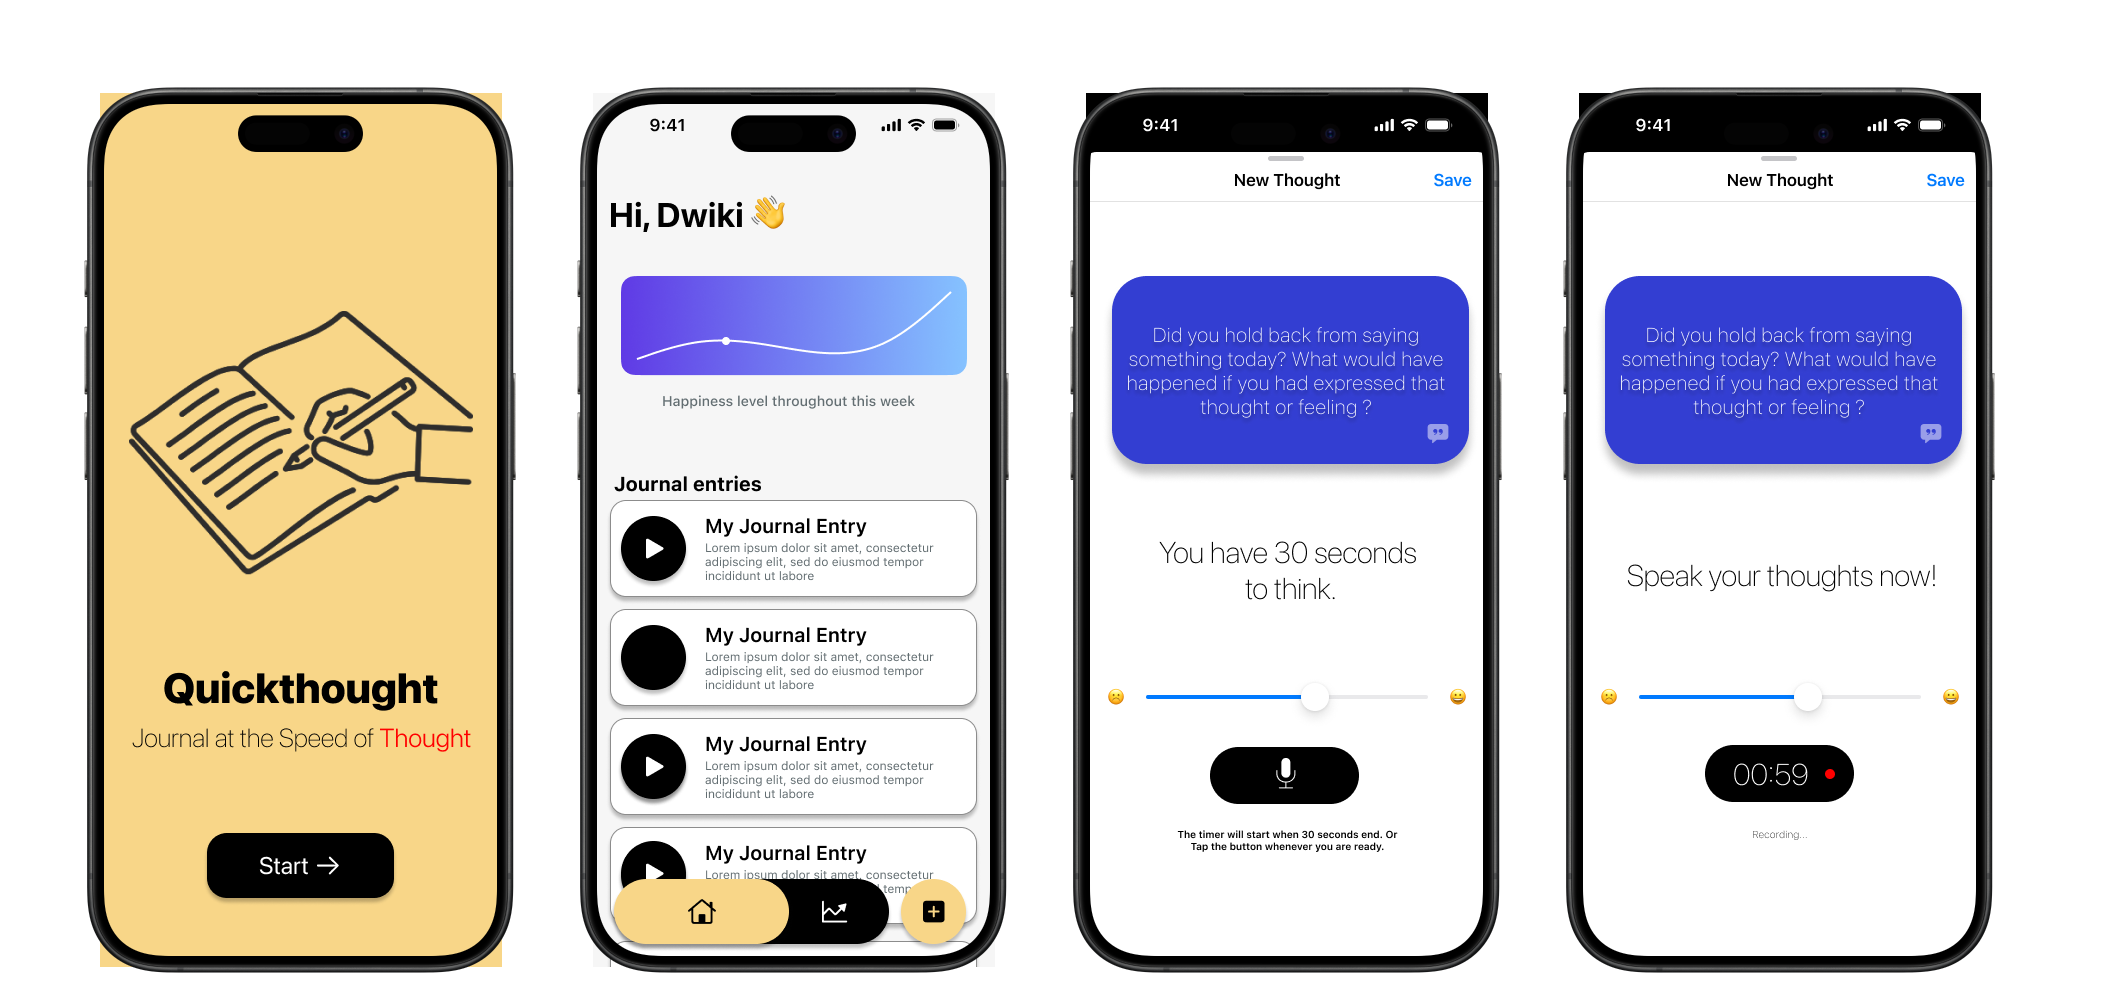 Quickthought
Journal at the Speed of Thought
Start →
9:41
Hi, Dwiki 👋
Happiness level throughout this week
Journal entries
My Journal Entry
Lorem ipsum dolor sit amet, consectetur
adipiscing elit, sed do eiusmod tempor
incididunt ut labore
My Journal Entry
Lorem ipsum dolor sit amet, consectetur
adipiscing elit, sed do eiusmod tempor
incididunt ut labore
My Journal Entry
Lorem ipsum dolor sit amet, consectetur
adipiscing elit, sed do eiusmod tempor
incididunt ut labore
My Journal Entry
Lorem ipsum dolor sit amet, consectetur
9:41
New Thought
Save
Did you hold back from saying
something today? What would have
happened if you had expressed that
thought or feeling ?
You have 30 seconds
to think.
The timer will start when 30 seconds end. Or
Tap the button whenever you are ready.
9:41
New Thought
Save
Did you hold back from saying
something today? What would have
happened if you had expressed that
thought or feeling ?
Speak your thoughts now!
00:59
Recording...